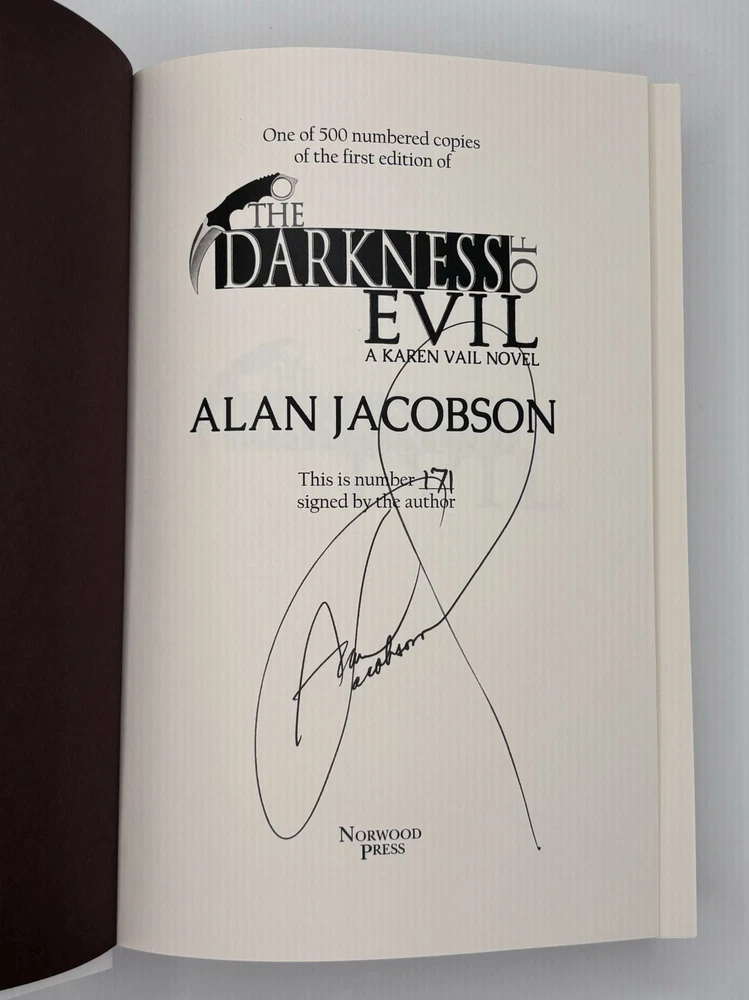 One of 500 numbered copies
of the first edition of
THE
DARKNESS OF
EVIL
A KAREN VAIL NOVEL
ALAN JACOBSON
This is number 171
signed by the author
Alan
Jacobson
NORWOOD
PRESS